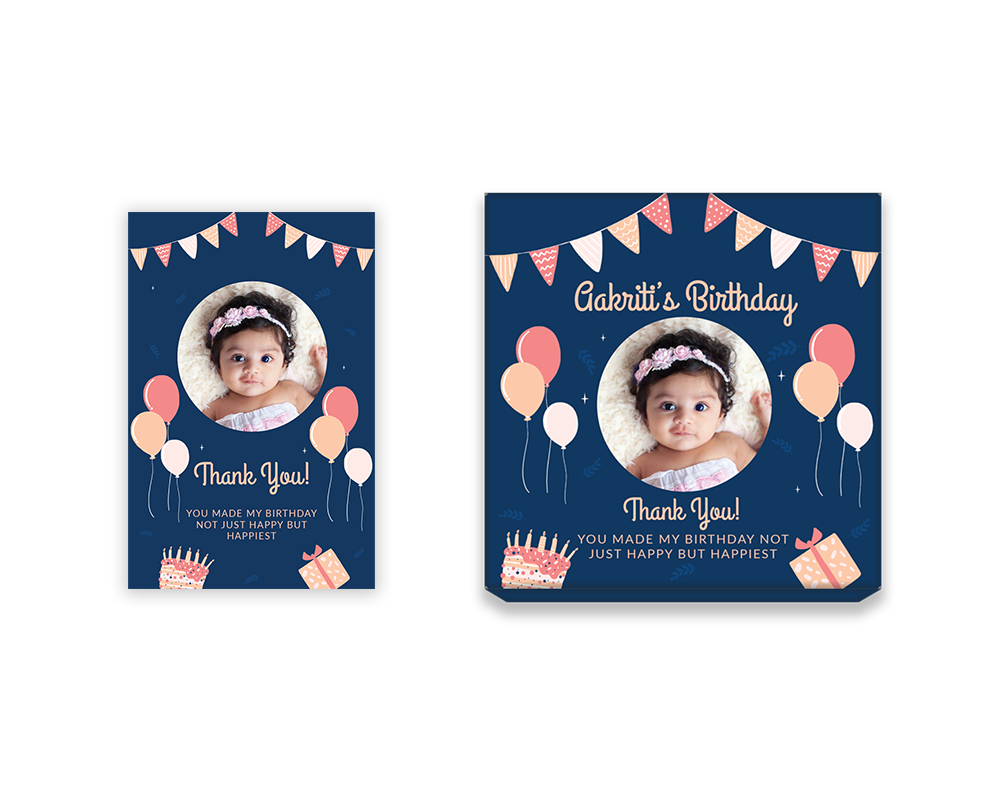 Thank You!
YOU MADE MY BIRTHDAY
NOT JUST HAPPY BUT
HAPPIEST
Aakriti's Birthday
Thank You!
YOU MADE MY BIRTHDAY NOT
JUST HAPPY BUT HAPPIEST